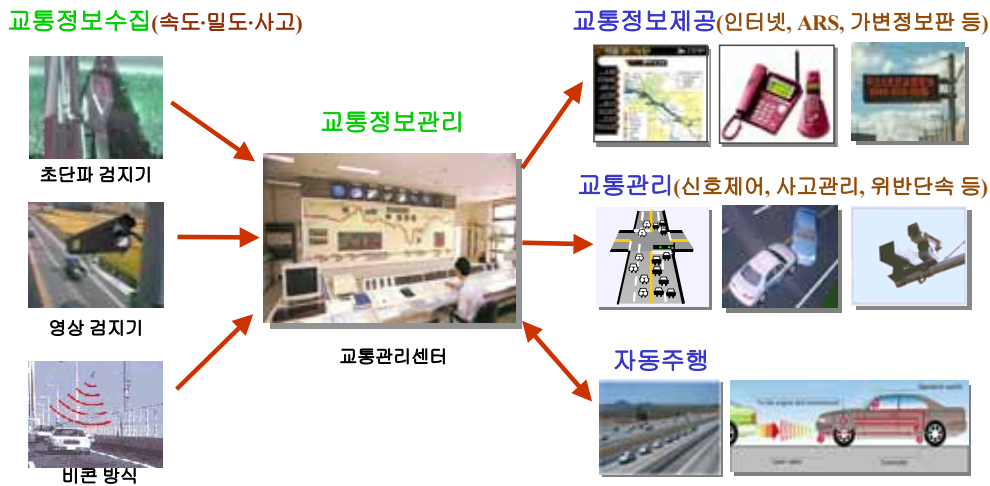 교통정보수집(속도·밀도·사고)
초단파 검지기
영상 검지기
비콘 방식
교통정보관리
교통관리센터
교통정보제공(인터넷, ARS, 가변정보판 등)
교통관리(신호제어, 사고관리, 위반단속 등)
자동주행